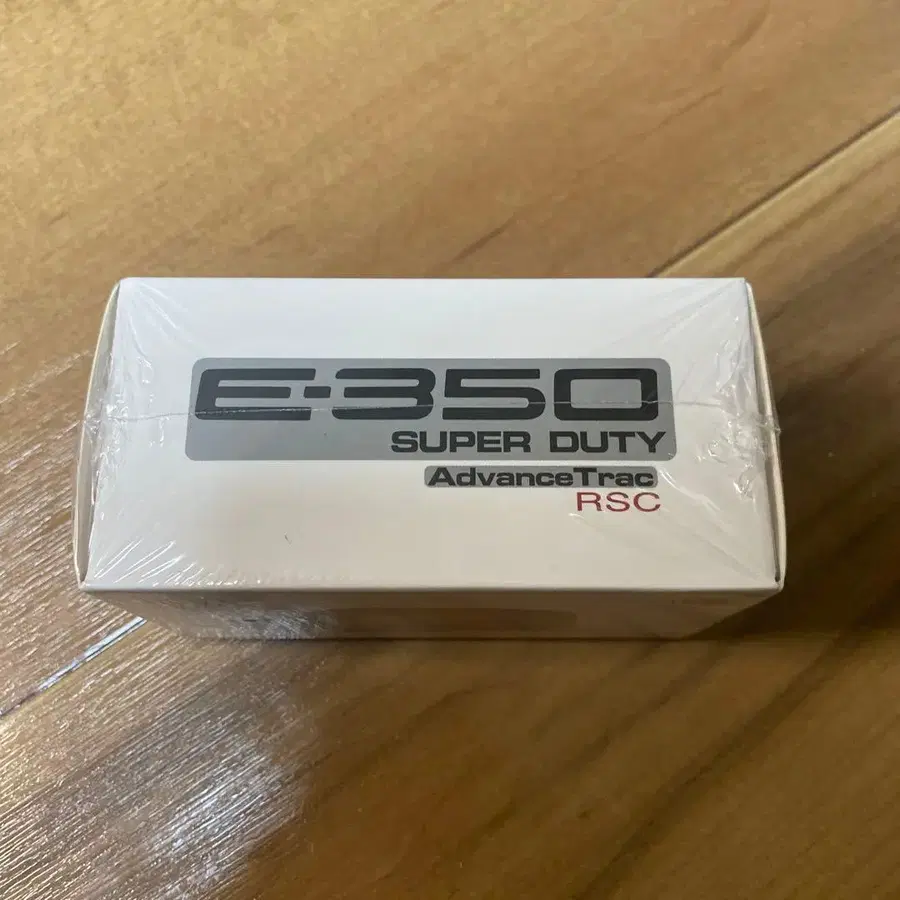 E-350
SUPER DUTY
AdvanceTrac
RSC